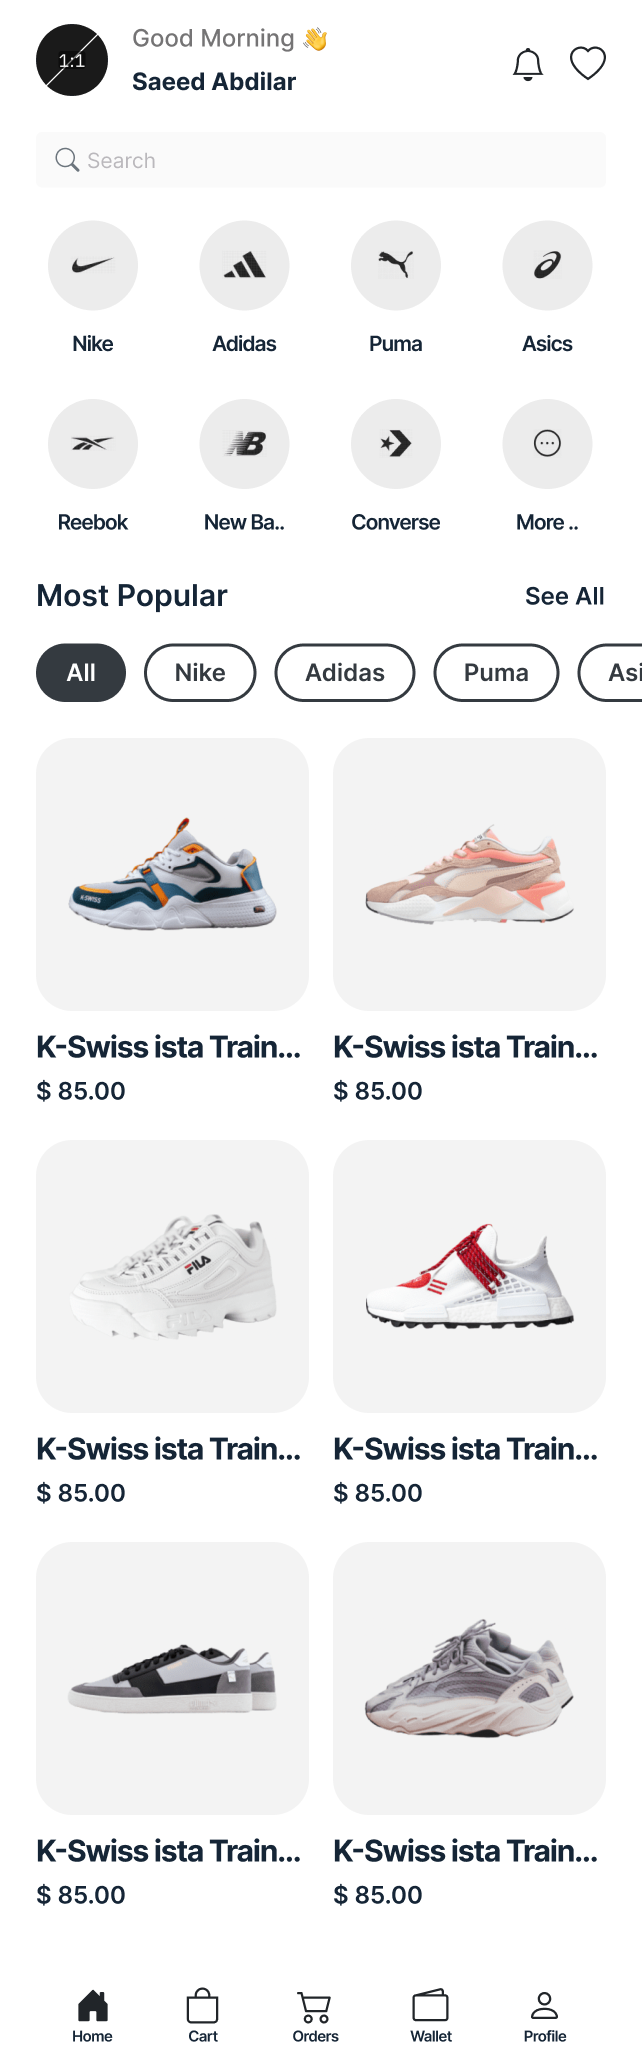 1:1
Good Morning 👋
Saeed Abdilar
Search
Nike
Adidas
Puma
Asics
Reebok
New Ba..
Converse
More ..
Most Popular
See All
All
Nike
Adidas
Puma
Asi
K-SWISS
K-Swiss ista Train...
K-Swiss ista Train...
$ 85.00
$ 85.00
FILA
K-Swiss ista Train...
K-Swiss ista Train...
$ 85.00
$ 85.00
K-Swiss ista Train...
K-Swiss ista Train...
$ 85.00
$ 85.00
Home
Cart
Orders
Wallet
Profile